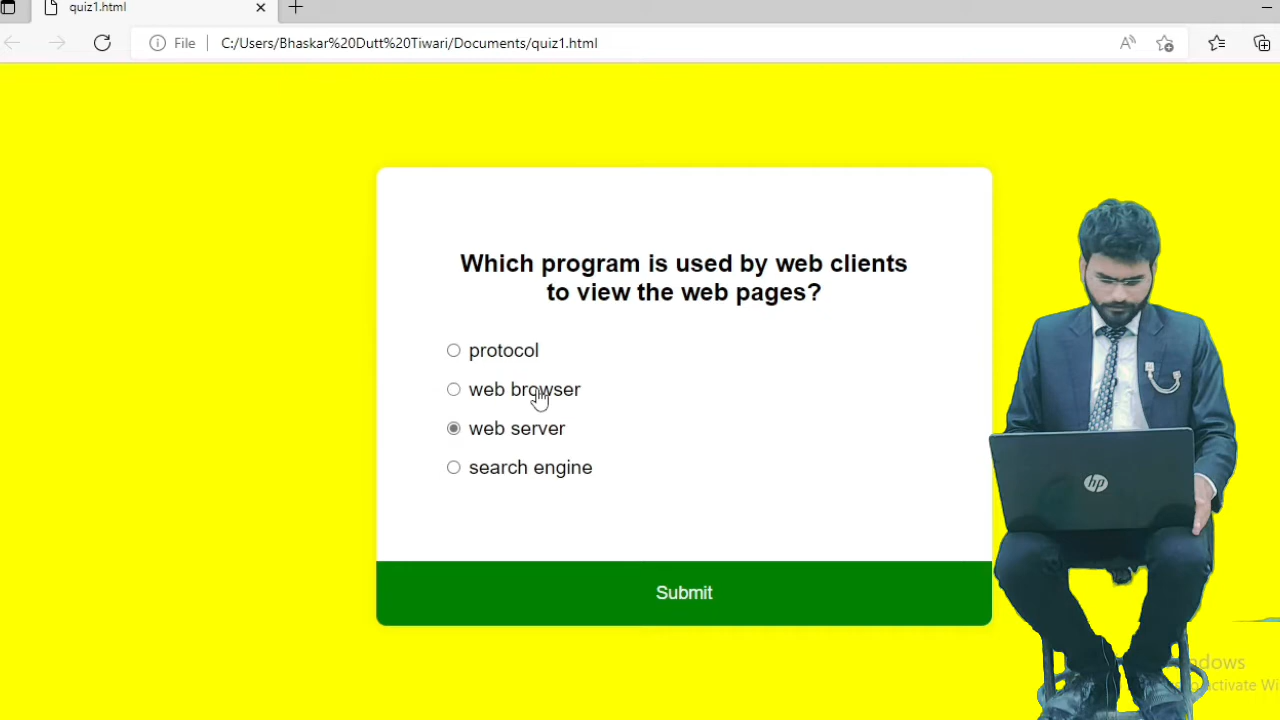 quiz1.html
File
C:/Users/Bhaskar%20Dutt%20Tiwari/Documents/quiz1.html
Which program is used by web clients
to view the web pages?
protocol
web browser
web server
search engine
Submit
hp